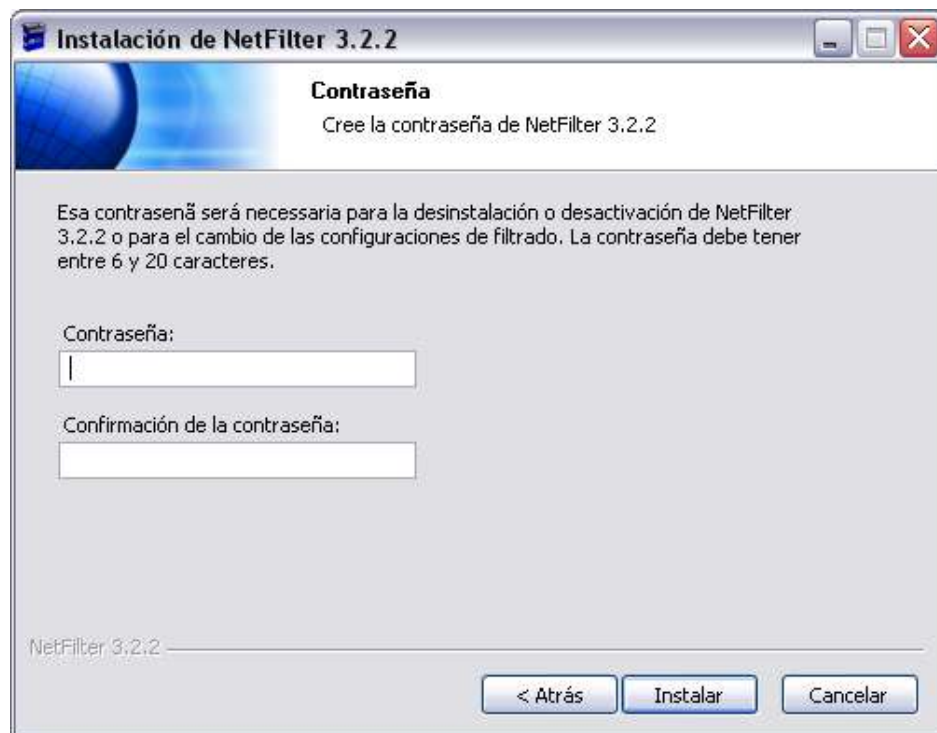 Instalación de NetFilter 3.2.2
Contraseña
Cree la contraseña de NetFilter 3.2.2
Esa contrasenã será necessaria para la desinstalación o desactivación de NetFilter
3.2.2 o para el cambio de las configuraciones de filtrado. La contraseña debe tener
entre 6 y 20 caracteres.
Contraseña:
Confirmación de la contraseña:
NetFilter 3.2.2
< Atrás Instalar Cancelar